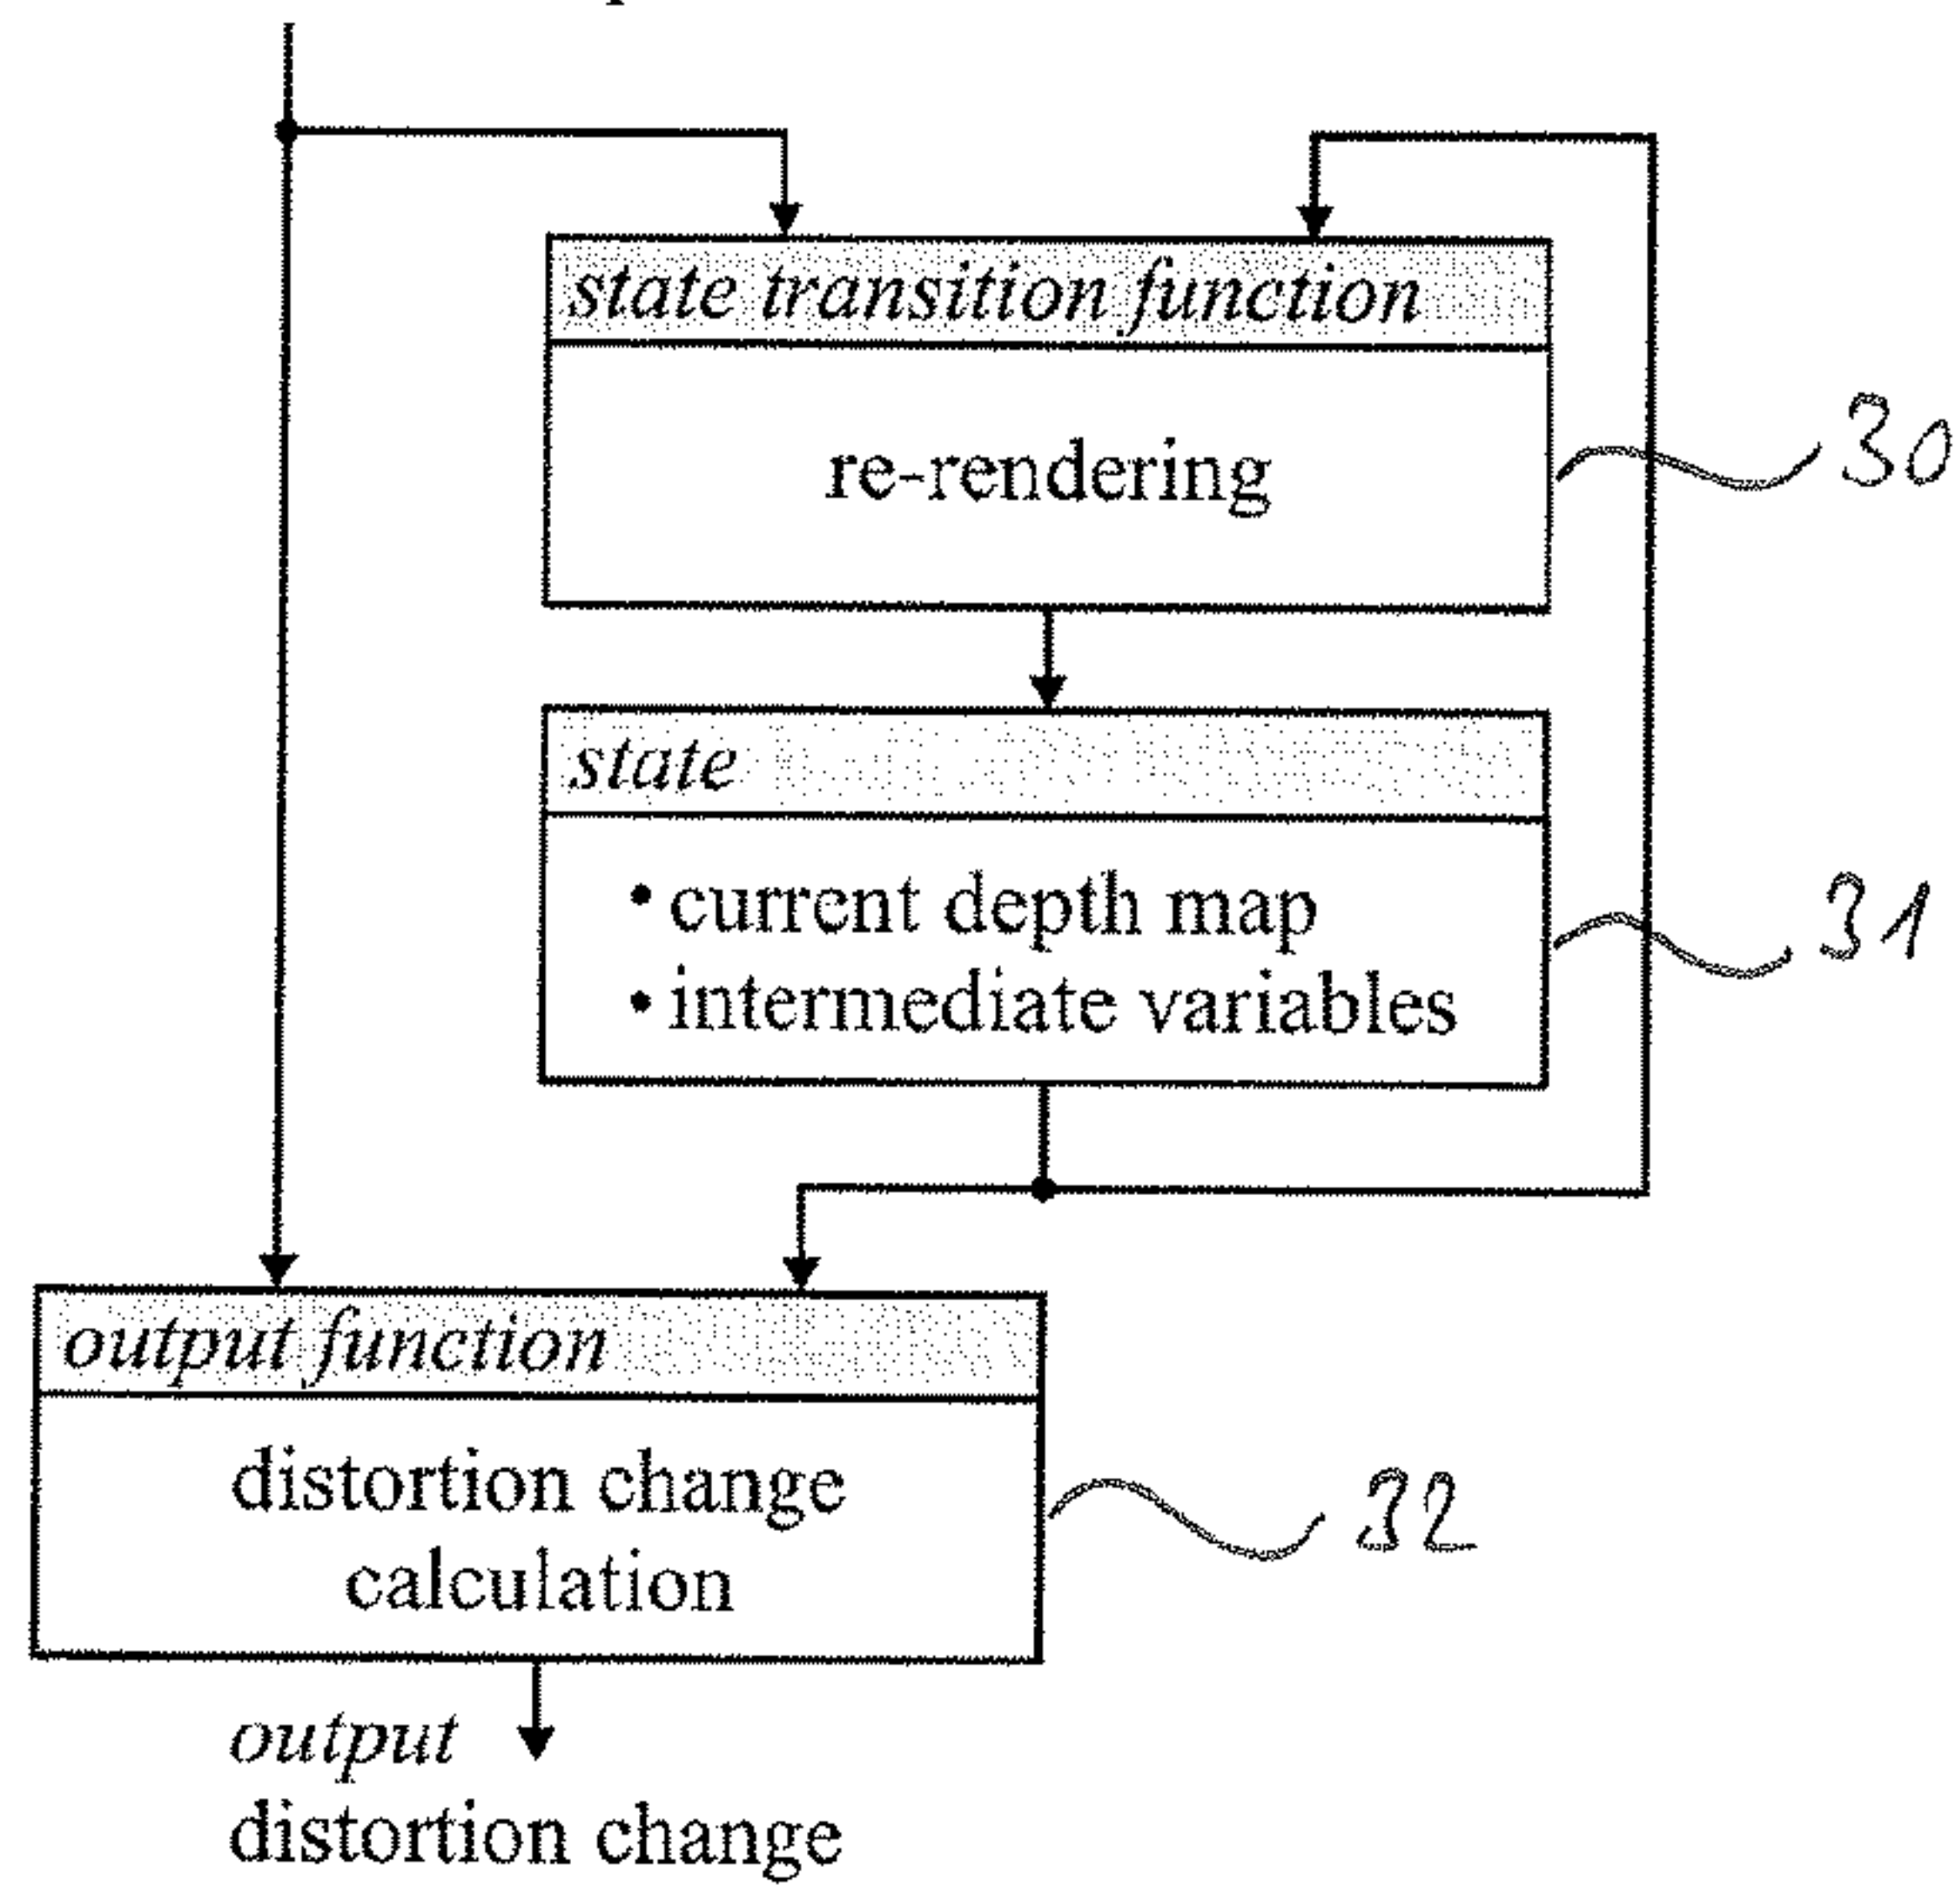 state transition function
re-rendering
30
state
• current depth map
• intermediate variables
31
output function
distortion change
calculation
32
output
distortion change